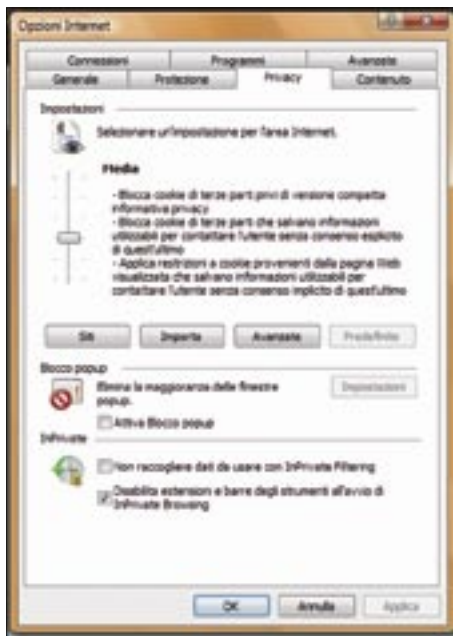 Opzioni Internet
Connessioni Programmi Avanzate
Generale Protezione Privacy Contenuto
Impostazioni
Selezionare un'impostazione per l'area Internet.
Media
- Blocca cookie di terze parti privi di versione compatta
informativa privacy
- Blocca cookie di terze parti che salvano informazioni
utilizzabili per contattare l'utente senza consenso esplicito
di quest'ultimo
- Applica restrizioni a cookie provenienti dalla pagina Web
visualizzata che salvano informazioni utilizzabili per
contattare l'utente senza consenso implicito di quest'ultimo
Siti Importa Avanzate Predefinite
Blocco popup
Elimina la maggioranza delle finestre Impostazioni
popup.
Attiva Blocco popup
InPrivate
Non raccogliere dati da usare con InPrivate Filtering
Disabilita estensioni e barre degli strumenti all'avvio di
InPrivate Browsing
OK Annulla Applica